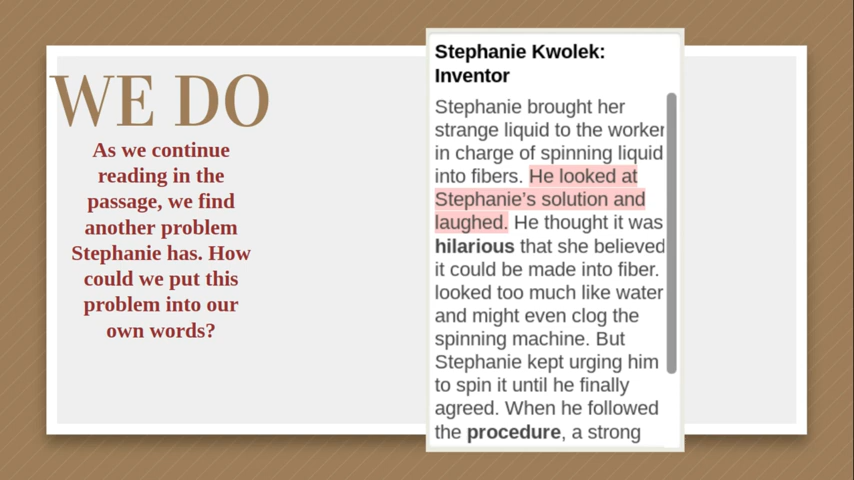 WE DO
As we continue
reading in the
passage, we find
another problem
Stephanie has. How
could we put this
problem into our
own words?
Stephanie Kwolek:
Inventor
Stephanie brought her
strange liquid to the worker
in charge of spinning liquid
into fibers. He looked at
Stephanie's solution and
laughed. He thought it was
hilarious that she believed
it could be made into fiber.
looked too much like water
and might even clog the
spinning machine. But
Stephanie kept urging him
to spin it until he finally
agreed. When he followed
the procedure, a strong